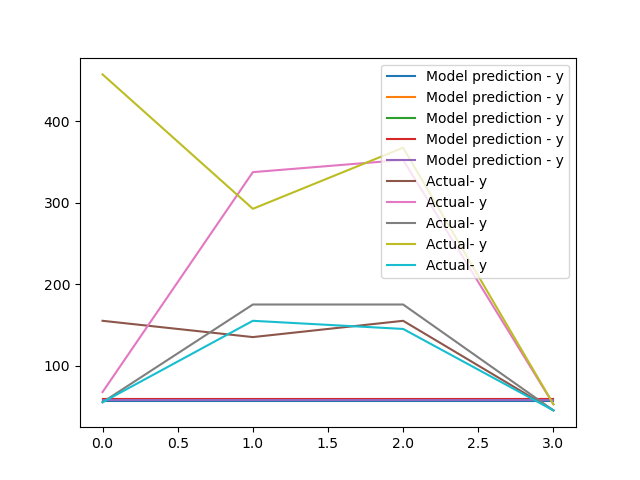 Model prediction - y
Model prediction - y
Model prediction - y
Model prediction - y
Model prediction - y
Actual- y
Actual- y
Actual- y
Actual- y
Actual- y
400
300
200
100
0.0 0.5 1.0 1.5 2.0 2.5 3.0